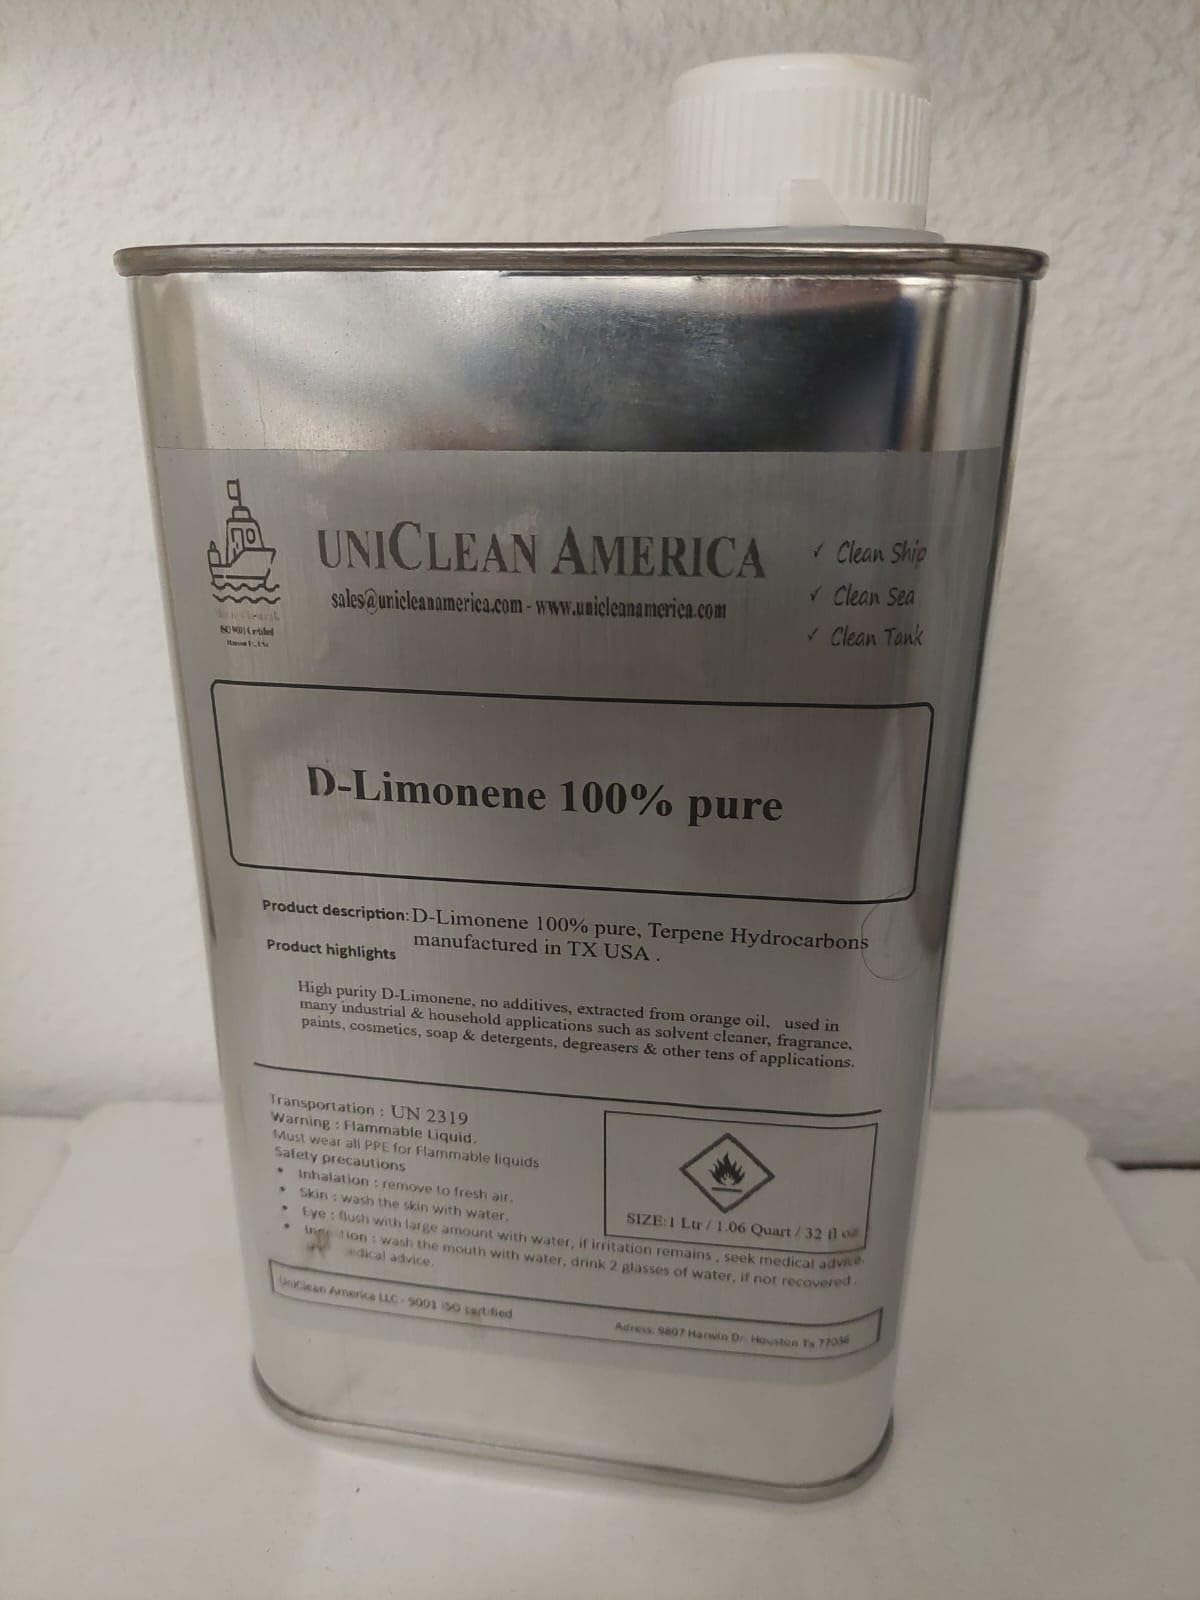 UNICLEAN AMERICA
sales@unicleanamerica.com - www.unicleanamerica.com
✓ Clean Ship
✓ Clean Sea
✓ Clean Tank
ISO 9001 Certified
D-Limonene 100% pure
Product description: D-Limonene 100% pure, Terpene Hydrocarbons
manufactured in TX USA .
Product highlights
High purity D-Limonene, no additives, extracted from orange oil, used in
many industrial & household applications such as solvent cleaner, fragrance,
paints, cosmetics, soap & detergents, degreasers & other tens of applications.
Transportation : UN 2319
Warning : Flammable Liquid.
Must wear all PPE for Flammable liquids
Safety precautions
• Inhalation : remove to fresh air.
• Skin : wash the skin with water.
• Eye : flush with large amount with water, if irritation remains , seek medical advice.
• : wash the mouth with water, drink 2 glasses of water, if not recovered .
advice.
SIZE:1 Ltr / 1.06 Quart / 32 fl
UniClean America LLC - 9001 ISO certified
Adress: 9807 Harwin Dr. Houston Tx 77036